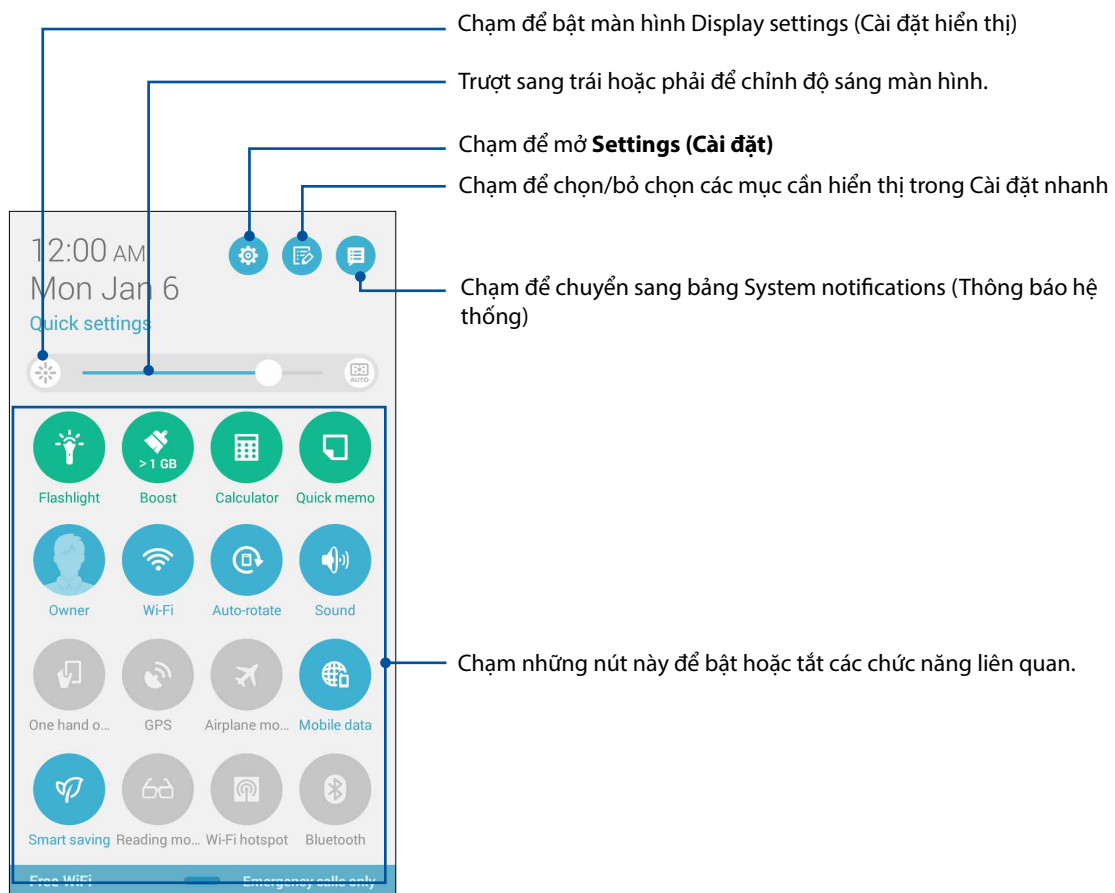 Chạm để bật màn hình Display settings (Cài đặt hiển thị)
Trượt sang trái hoặc phải để chỉnh độ sáng màn hình.
Chạm để mở Settings (Cài đặt)
Chạm để chọn/bỏ chọn các mục cần hiển thị trong Cài đặt nhanh
12:00 AM
Mon Jan 6
Quick settings
Chạm để chuyển sang bảng System notifications (Thông báo hệ
thống)
AUTO
> 1 GB
Flashlight Boost Calculator Quick memo
Owner Wi-Fi Auto-rotate Sound
Chạm những nút này để bật hoặc tắt các chức năng liên quan.
One hand o... GPS Airplane mo... Mobile data
Smart saving Reading mo... Wi-Fi hotspot Bluetooth
Free WiFi Emergency calls only